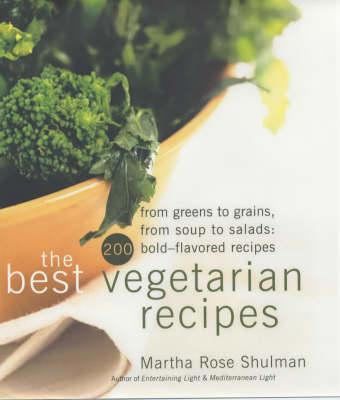 from greens to grains,
from soup to salads:
200 bold–flavored recipes
the
best vegetarian
recipes
Martha Rose Shulman
Author of Entertaining Light & Mediterranean Light